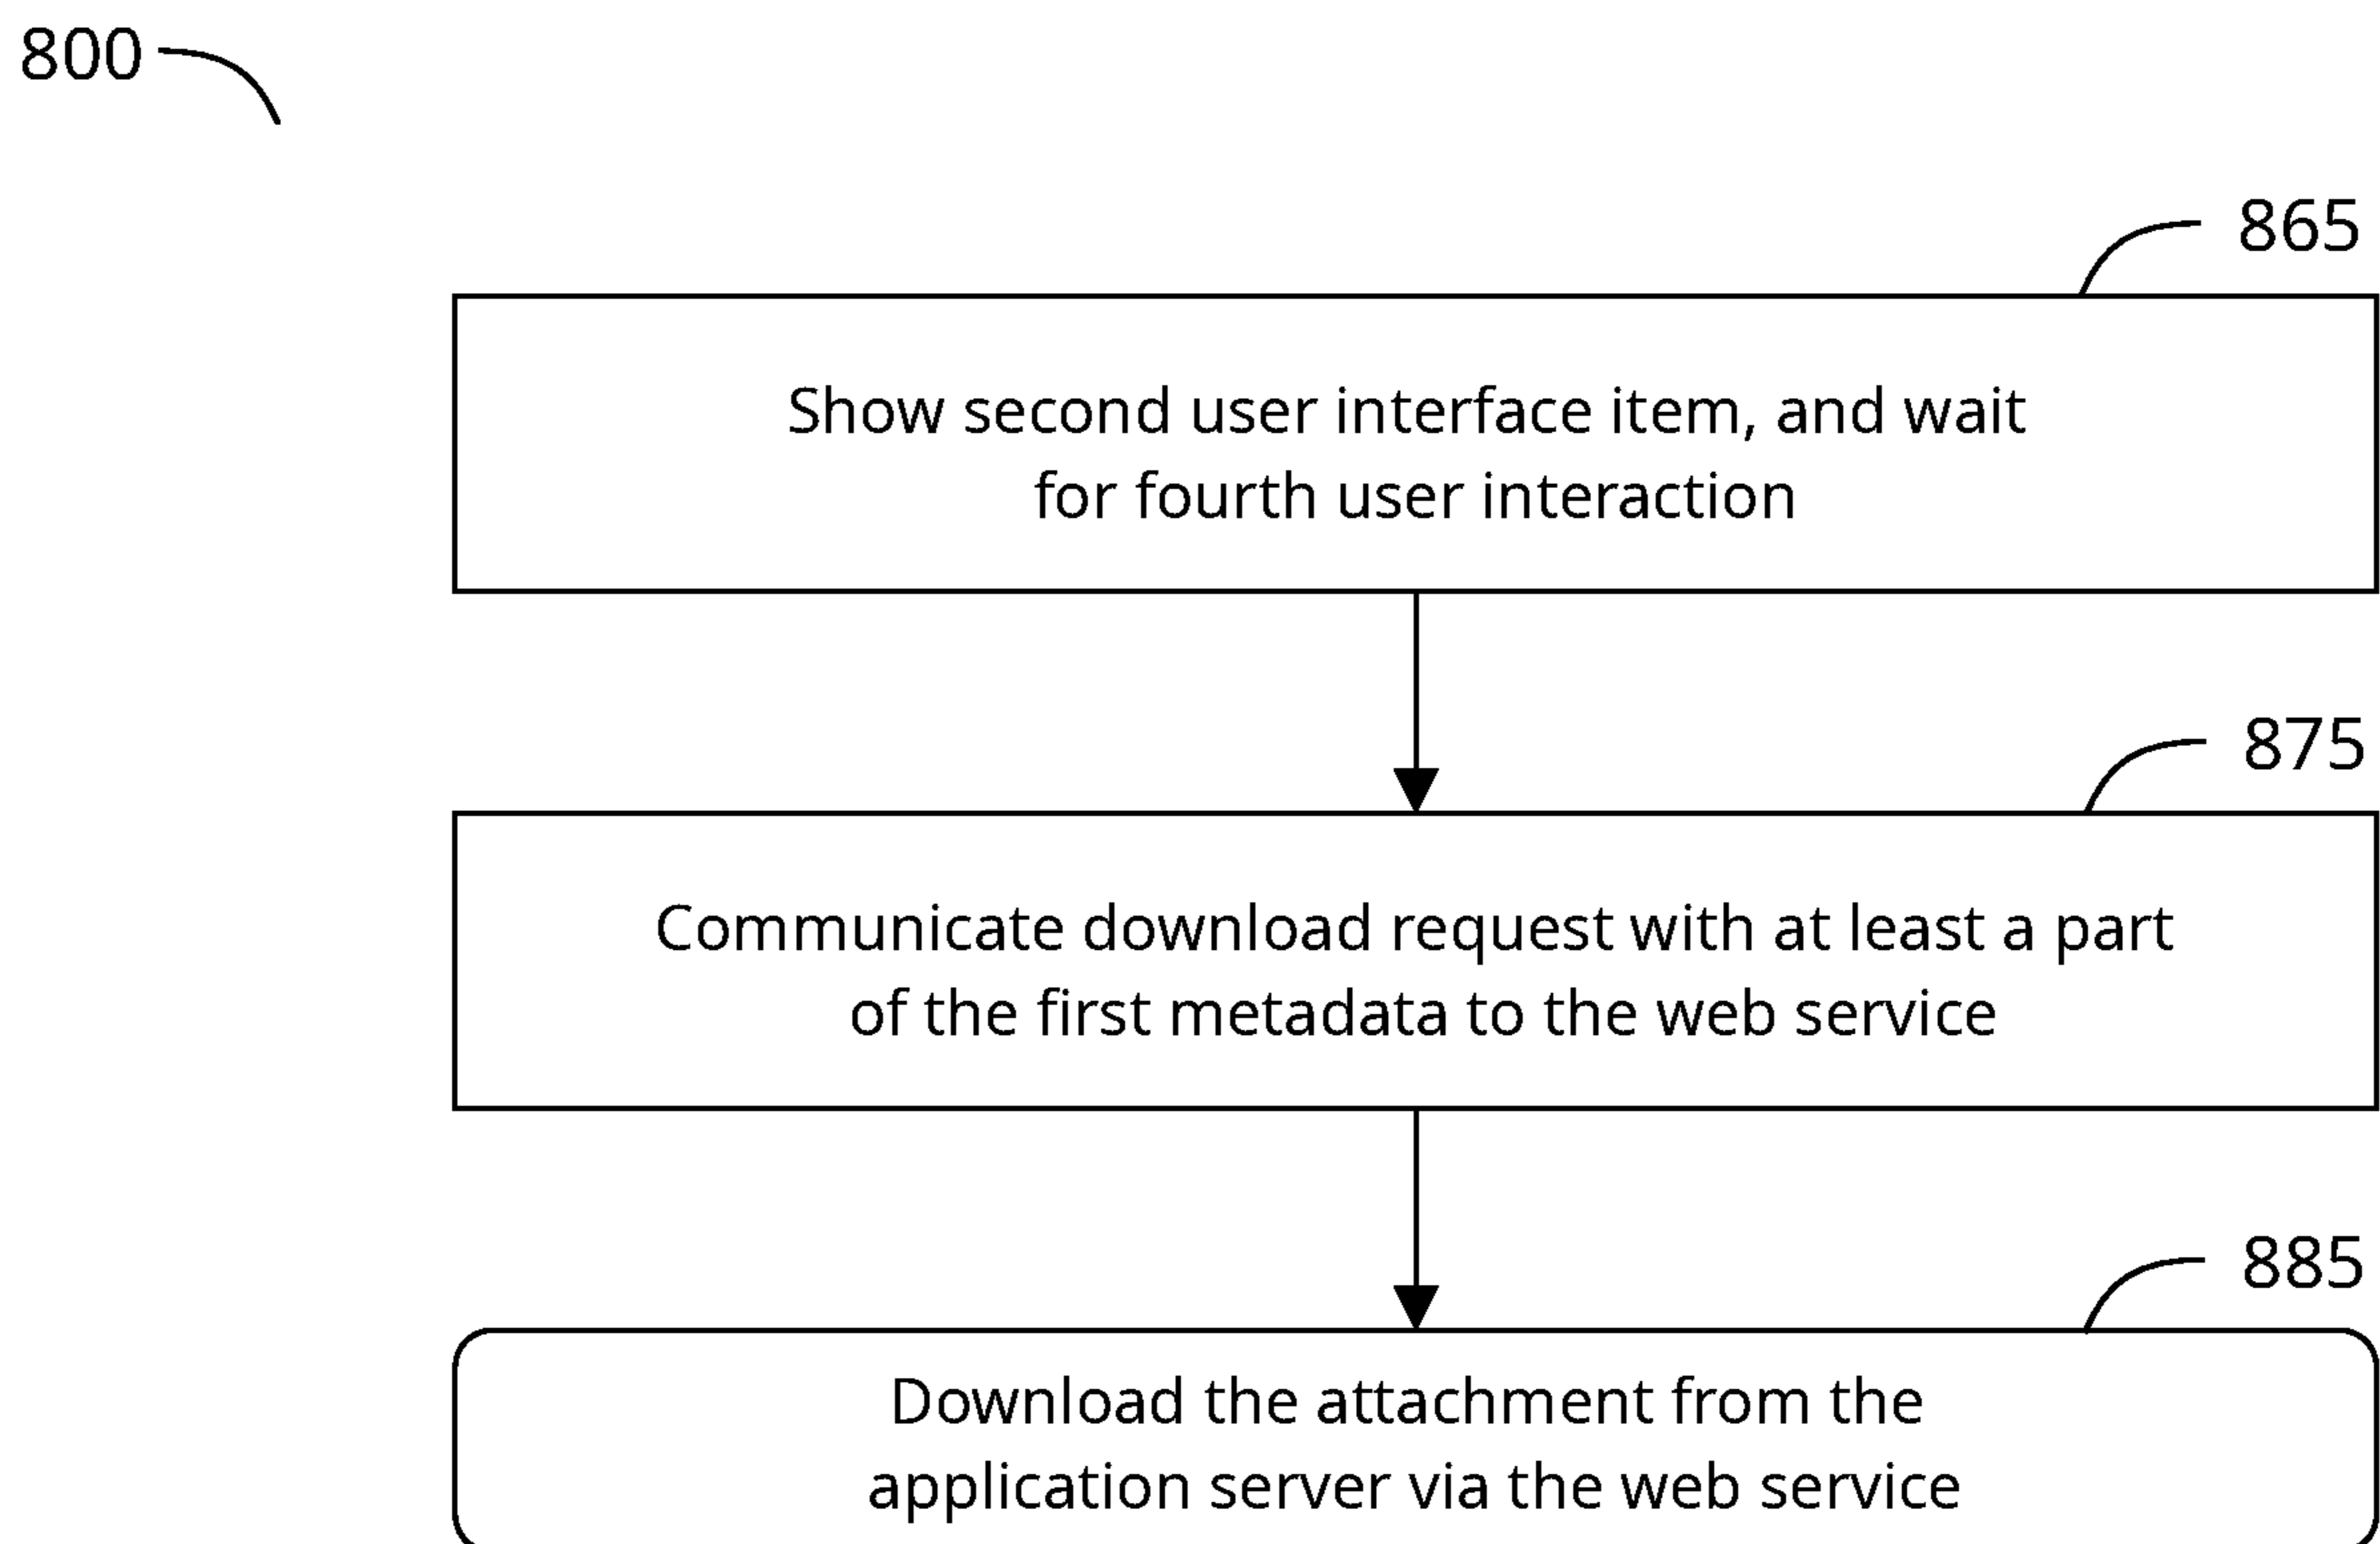 800
865
Show second user interface item, and wait
for fourth user interaction
875
Communicate download request with at least a part
of the first metadata to the web service
885
Download the attachment from the
application server via the web service